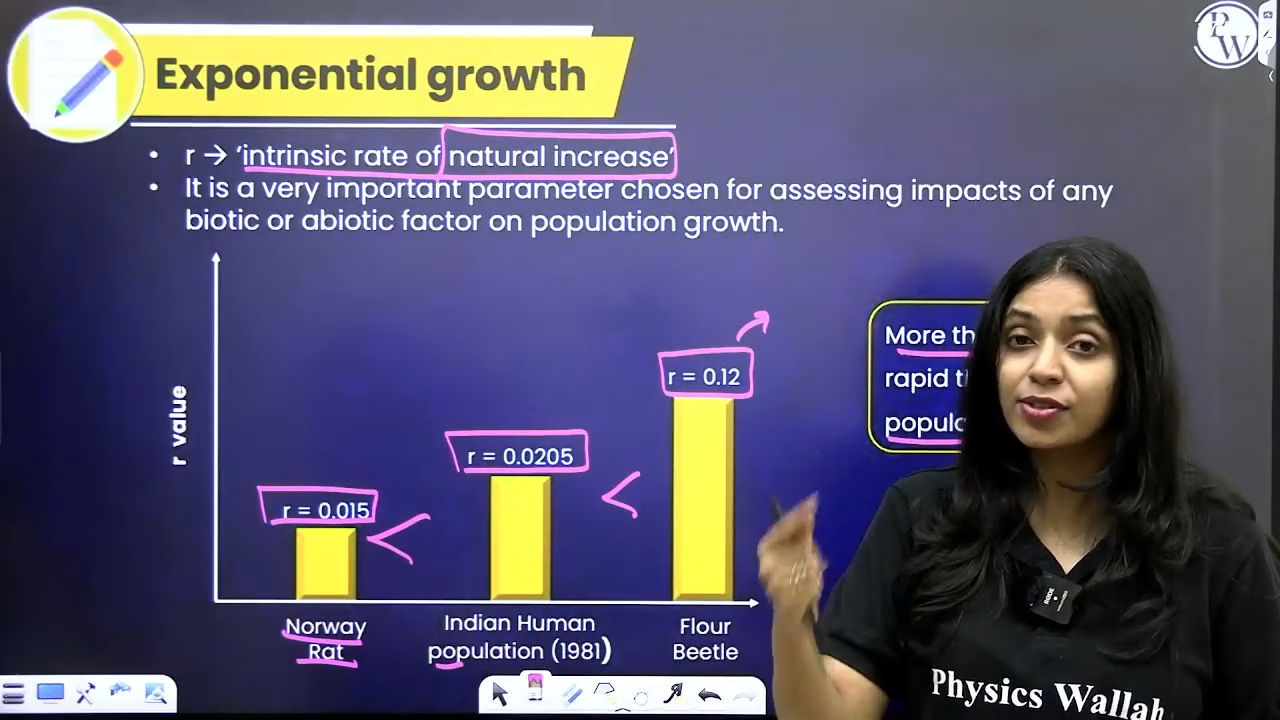 PW
Exponential growth
• r → ‘intrinsic rate of natural increase’
• It is a very important parameter chosen for assessing impacts of any
biotic or abiotic factor on population growth.
More th
rapid t
popula
r value
r = 0.015
<
r = 0.0205
<
r = 0.12
Norway
Rat
Indian Human
population (1981)
Flour
Beetle
RODE
Physics Wallah